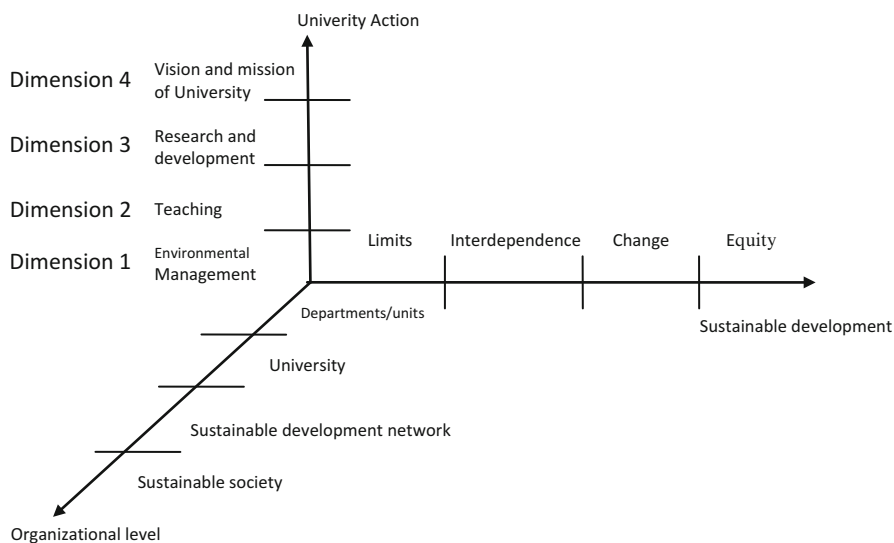 Univerity Action
Dimension 4
Vision and mission
of University
Dimension 3
Research and
development
Dimension 2
Teaching
Dimension 1
Environmental
Management
Limits
Interdependence
Change
Equity
Sustainable development
Departments/units
University
Sustainable development network
Sustainable society
Organizational level